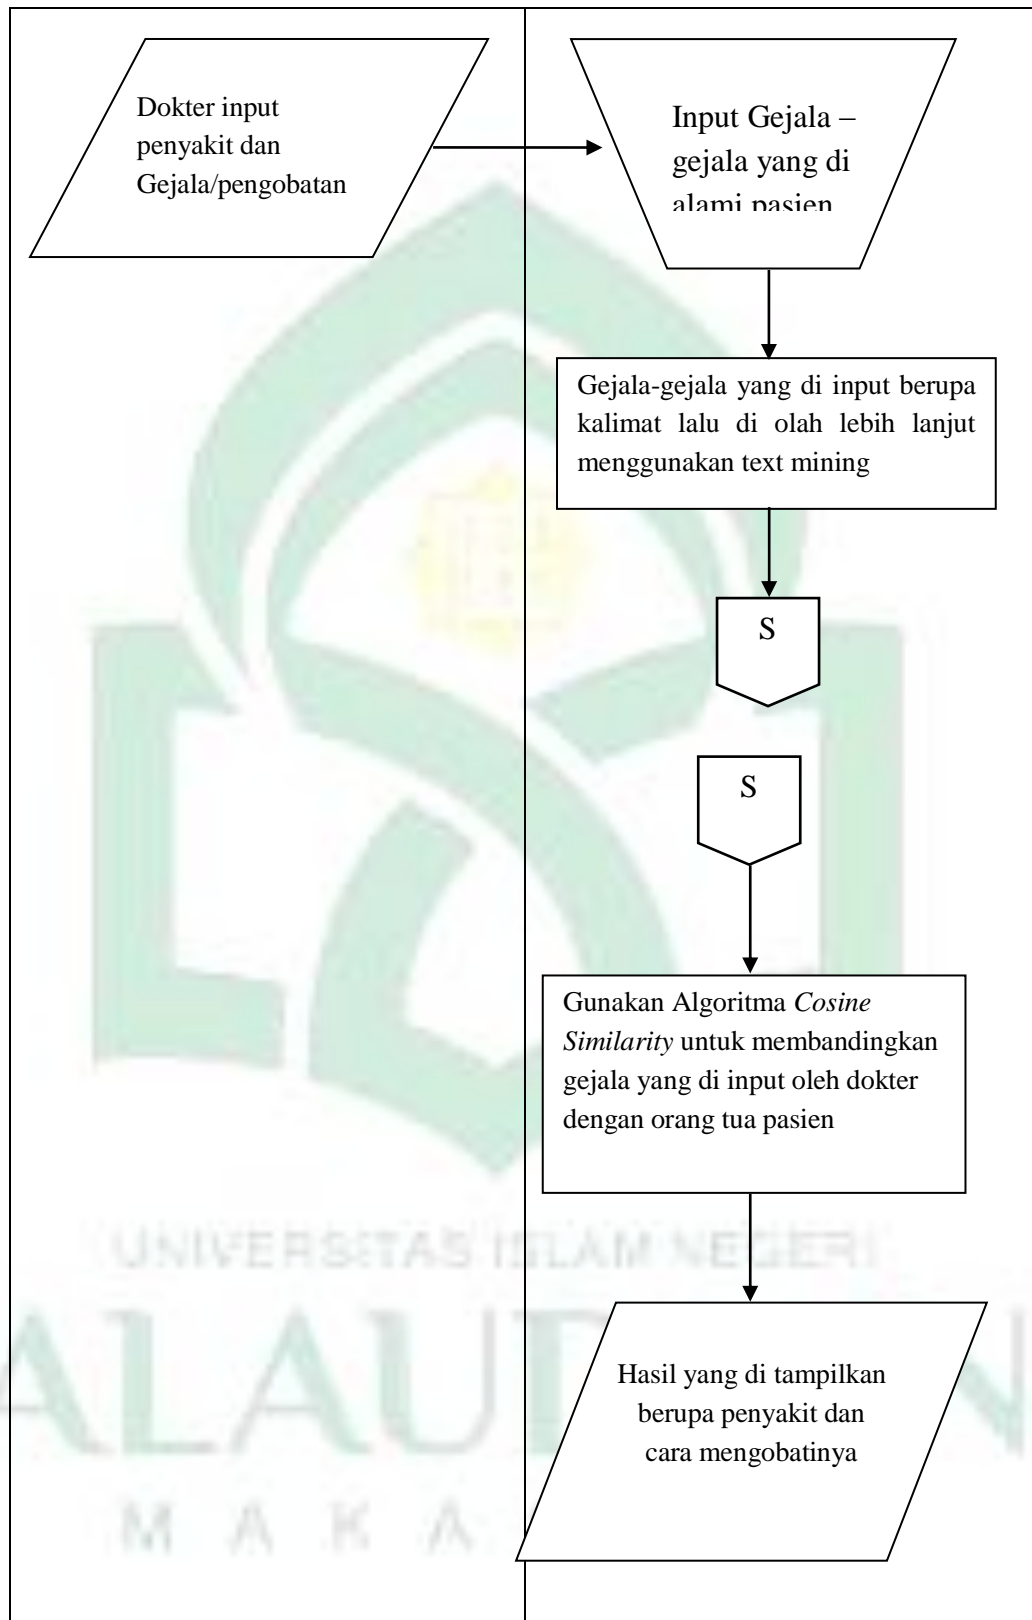 Dokter input
penyakit dan
Gejala/pengobatan
Input Gejala –
gejala yang di
alami pasien
Gejala-gejala yang di input berupa
kalimat lalu di olah lebih lanjut
menggunakan text mining
S
S
Gunakan Algoritma Cosine
Similarity untuk membandingkan
gejala yang di input oleh dokter
dengan orang tua pasien
Hasil yang di tampilkan
berupa penyakit dan
cara mengobatinya
UNIVERSITAS ISLAM NEGERI